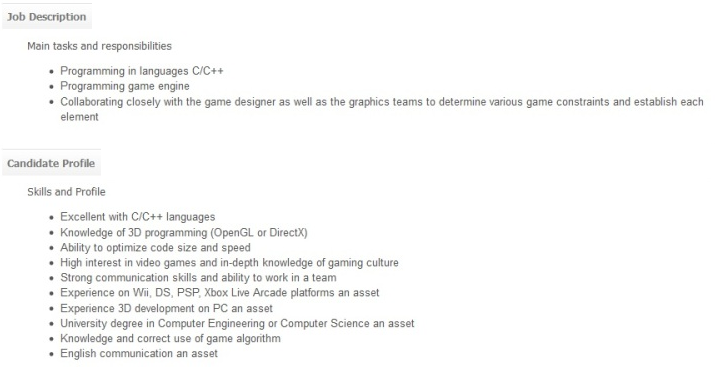 Job Description
Main tasks and responsibilities
• Programming in languages C/C++
• Programming game engine
• Collaborating closely with the game designer as well as the graphics teams to determine various game constraints and establish each
element
Candidate Profile
Skills and Profile
• Excellent with C/C++ languages
• Knowledge of 3D programming (OpenGL or DirectX)
• Ability to optimize code size and speed
• High interest in video games and in-depth knowledge of gaming culture
• Strong communication skills and ability to work in a team
• Experience on Wii, DS, PSP, Xbox Live Arcade platforms an asset
• Experience 3D development on PC an asset
• University degree in Computer Engineering or Computer Science an asset
• Knowledge and correct use of game algorithm
• English communication an asset